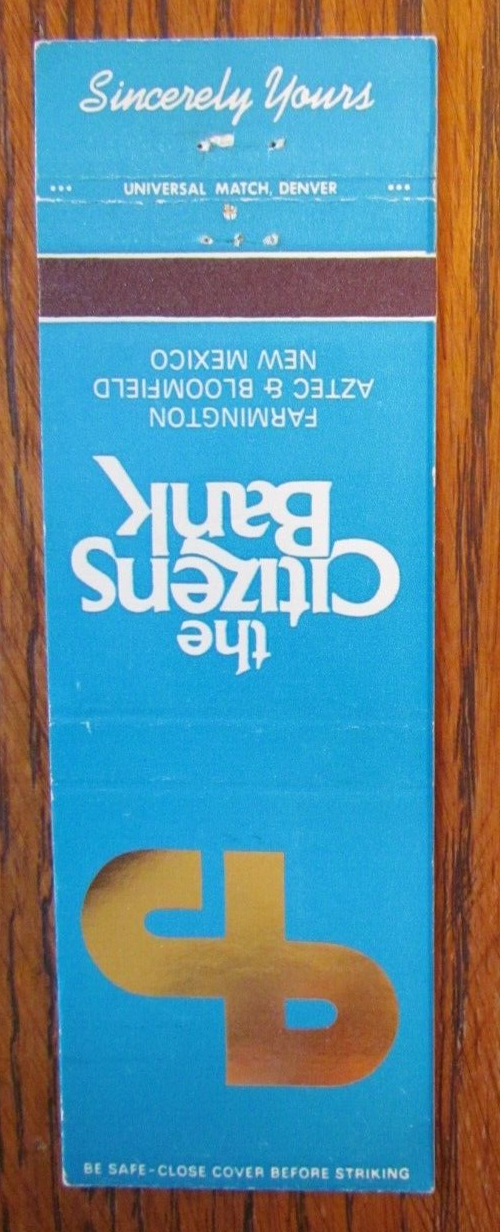 Sincerely Yours
••• UNIVERSAL MATCH, DENVER •••
the
Citizens
Bank
FARMINGTON
AZTEC & BLOOMFIELD
NEW MEXICO
BE SAFE-CLOSE COVER BEFORE STRIKING